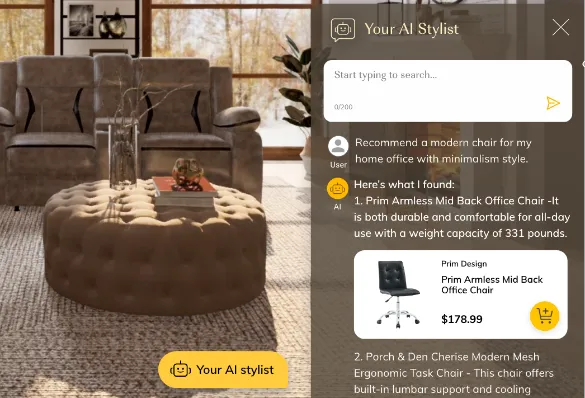 Your AI Stylist
Start typing to search...
0/200
User
Recommend a modern chair for my
home office with minimalism style.
AI
Here's what I found:
1. Prim Armless Mid Back Office Chair -It
is both durable and comfortable for all-day
use with a weight capacity of 331 pounds.
Prim Design
Prim Armless Mid Back
Office Chair
$178.99
2. Porch & Den Cherise Modern Mesh
Ergonomic Task Chair - This chair offers
built-in lumbar support and cooling
Your AI stylist